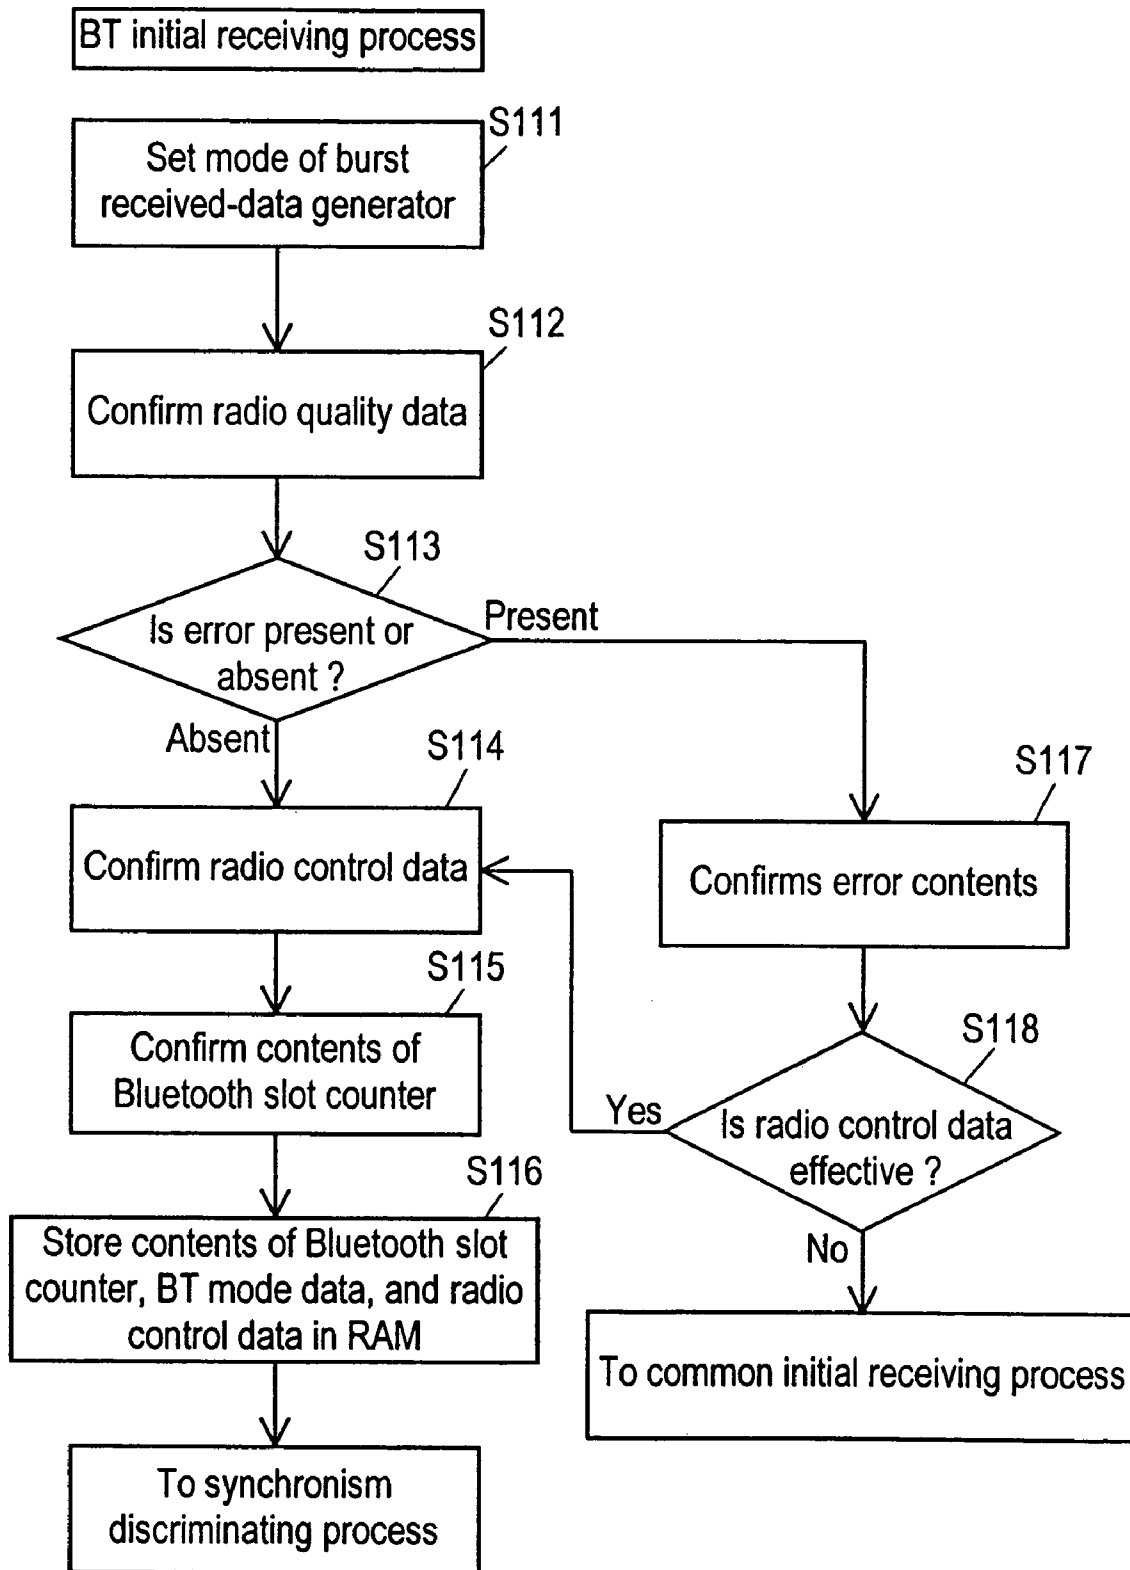 BT initial receiving process
S111
Set mode of burst
received-data generator
S112
Confirm radio quality data
S113
Is error present or
absent ?
Present
Absent
S114
Confirm radio control data
S115
Confirm contents of
Bluetooth slot counter
S116
Store contents of Bluetooth slot
counter, BT mode data, and radio
control data in RAM
To synchronism
discriminating process
S117
Confirms error contents
S118
Is radio control data
effective ?
Yes
No
To common initial receiving process